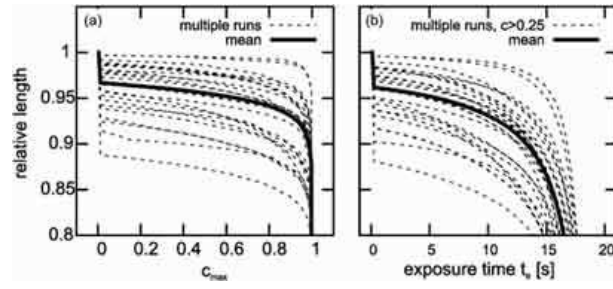 (a)
multiple runs
mean
(b)
multiple runs, c>0.25
mean
relative length
1
0.95
0.9
0.85
0.8
0
0.2
0.4
0.6
0.8
1
c_max
0
5
10
15
20
exposure time t_e [s]